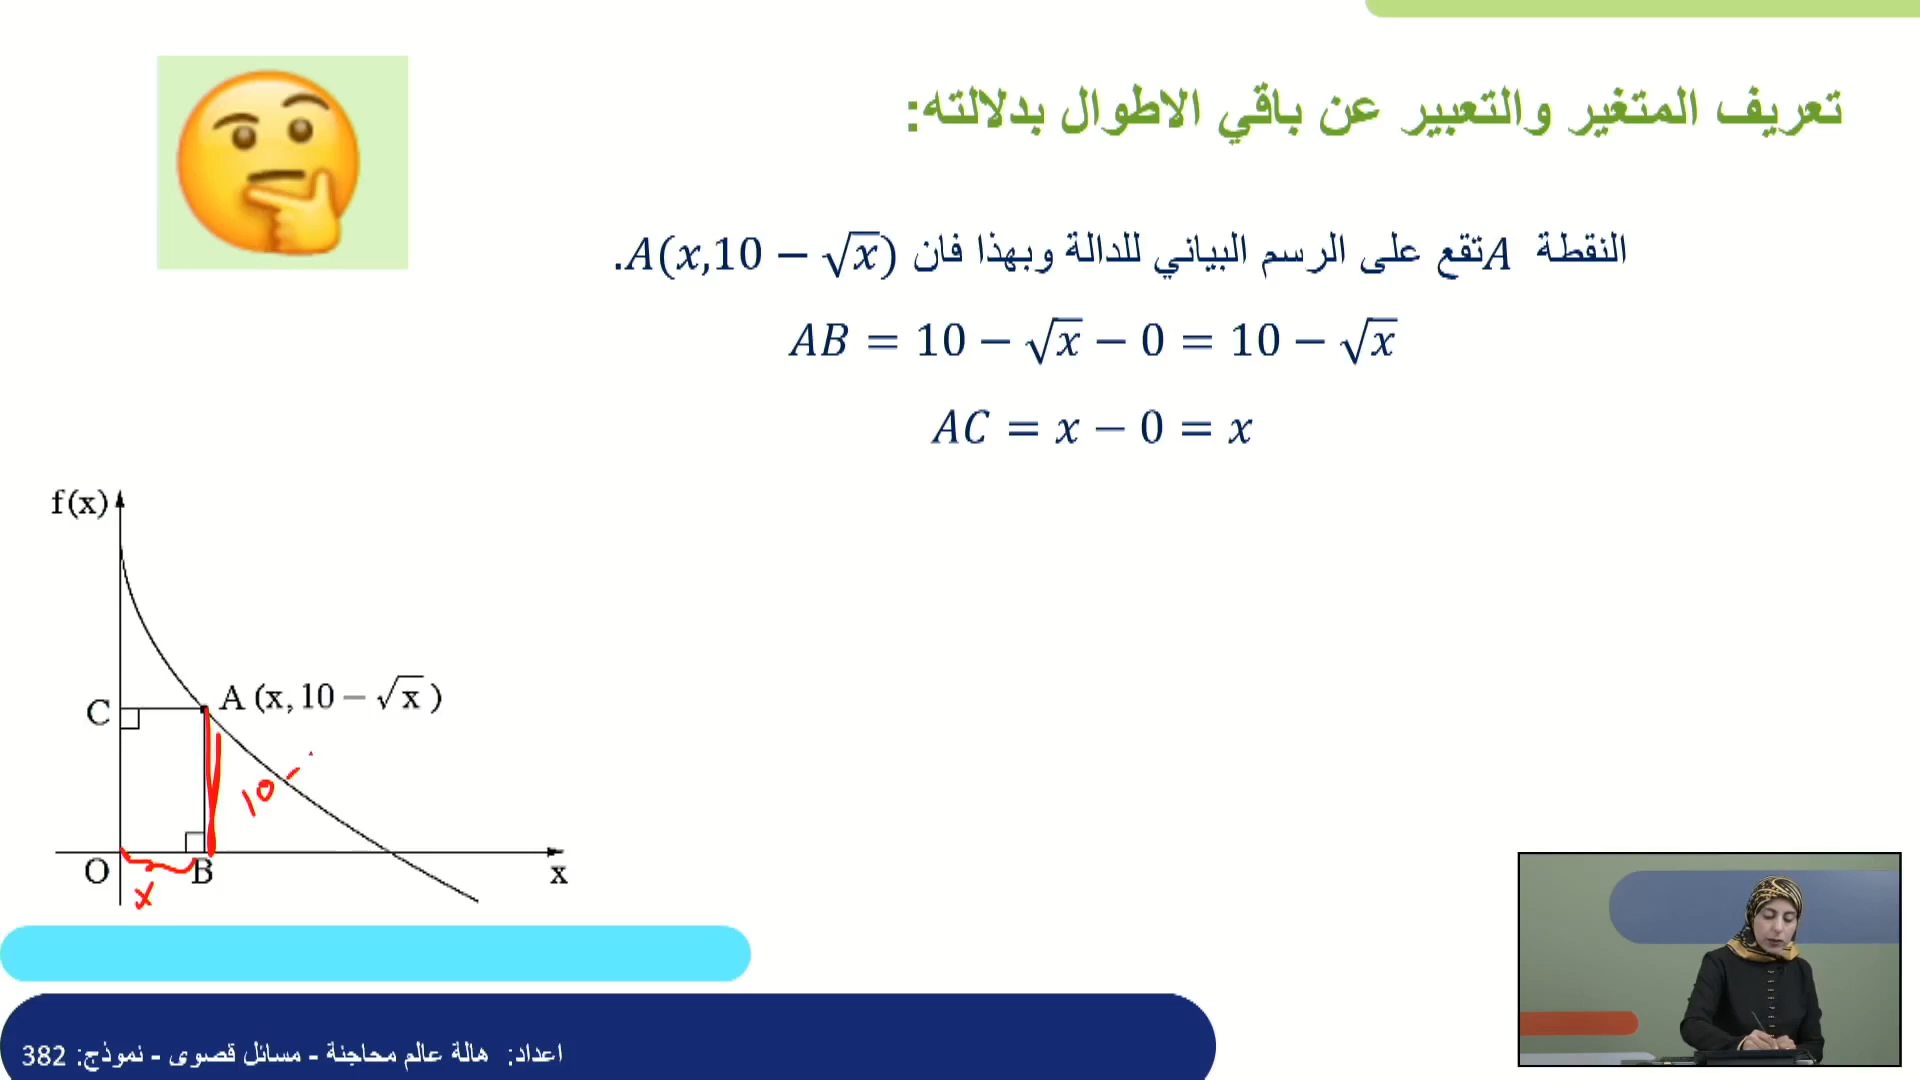 تعريف المتغير والتعبير عن باقي الاطوال بدلالته:
النقطة A تقع على الرسم البياني للدالة وبهذا فان A(x,10 − √x).
AB = 10 − √x − 0 = 10 − √x
AC = x − 0 = x
f(x)
C
A (x, 10 − √x )
10 -
O
B
x
x
اعداد: هالة عالم محاجنة - مسائل قصوى - نموذج: 382